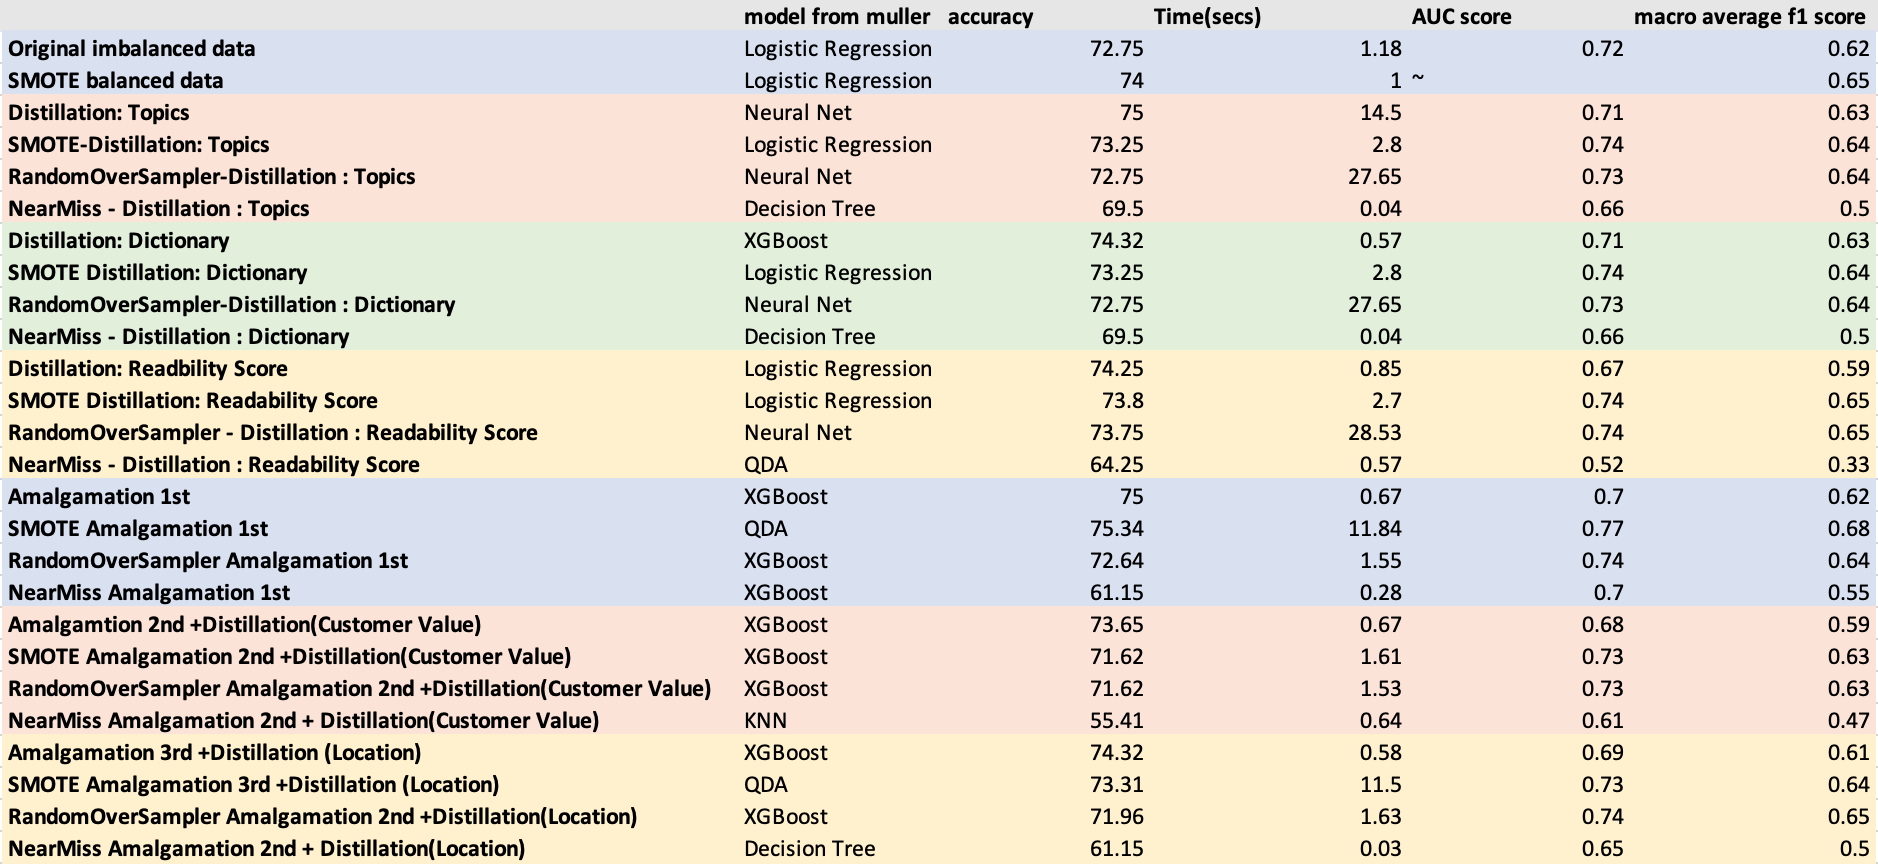 model from muller accuracy Time(secs) AUC score macro average f1 score
Original imbalanced data Logistic Regression 72.75 1.18 0.72 0.62
SMOTE balanced data Logistic Regression 74 1 ~ 0.65
Distillation: Topics Neural Net 75 14.5 0.71 0.63
SMOTE-Distillation: Topics Logistic Regression 73.25 2.8 0.74 0.64
RandomOverSampler-Distillation : Topics Neural Net 72.75 27.65 0.73 0.64
NearMiss - Distillation : Topics Decision Tree 69.5 0.04 0.66 0.5
Distillation: Dictionary XGBoost 74.32 0.57 0.71 0.63
SMOTE Distillation: Dictionary Logistic Regression 73.25 2.8 0.74 0.64
RandomOverSampler-Distillation : Dictionary Neural Net 72.75 27.65 0.73 0.64
NearMiss - Distillation : Dictionary Decision Tree 69.5 0.04 0.66 0.5
Distillation: Readbility Score Logistic Regression 74.25 0.85 0.67 0.59
SMOTE Distillation: Readability Score Logistic Regression 73.8 2.7 0.74 0.65
RandomOverSampler - Distillation : Readability Score Neural Net 73.75 28.53 0.74 0.65
NearMiss - Distillation : Readability Score QDA 64.25 0.57 0.52 0.33
Amalgamation 1st XGBoost 75 0.67 0.7 0.62
SMOTE Amalgamation 1st QDA 75.34 11.84 0.77 0.68
RandomOverSampler Amalgamation 1st XGBoost 72.64 1.55 0.74 0.64
NearMiss Amalgamation 1st XGBoost 61.15 0.28 0.7 0.55
Amalgamtion 2nd +Distillation(Customer Value) XGBoost 73.65 0.67 0.68 0.59
SMOTE Amalgamation 2nd +Distillation(Customer Value) XGBoost 71.62 1.61 0.73 0.63
RandomOverSampler Amalgamation 2nd +Distillation(Customer Value) XGBoost 71.62 1.53 0.73 0.63
NearMiss Amalgamation 2nd + Distillation(Customer Value) KNN 55.41 0.64 0.61 0.47
Amalgamation 3rd +Distillation (Location) XGBoost 74.32 0.58 0.69 0.61
SMOTE Amalgamation 3rd +Distillation (Location) QDA 73.31 11.5 0.73 0.64
RandomOverSampler Amalgamation 2nd +Distillation(Location) XGBoost 71.96 1.63 0.74 0.65
NearMiss Amalgamation 2nd + Distillation(Location) Decision Tree 61.15 0.03 0.65 0.5